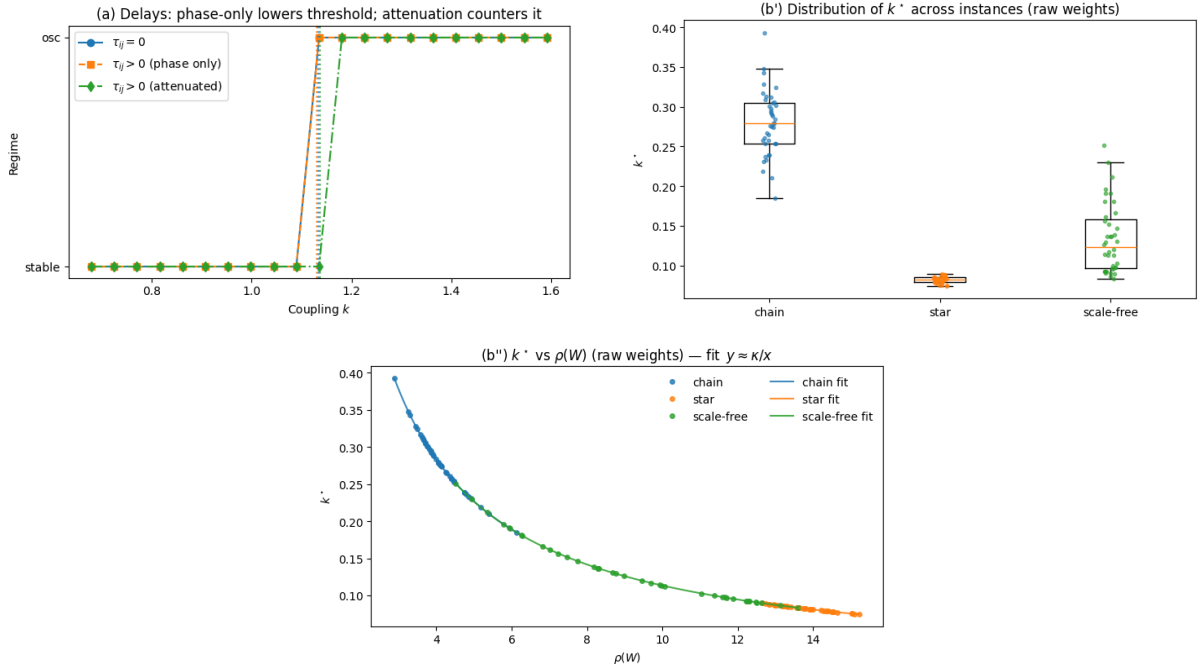 (a) Delays: phase-only lowers threshold; attenuation counters it
osc
stable
Regime
τij = 0
τij > 0 (phase only)
τij > 0 (attenuated)
0.8 1.0 1.2 1.4 1.6
Coupling k
(b') Distribution of k* across instances (raw weights)
0.40
0.35
0.30
0.25
0.20
0.15
0.10
k*
chain star scale-free
(b'') k* vs ρ(W) (raw weights) — fit y ≈ κ/x
0.40
0.35
0.30
0.25
0.20
0.15
0.10
k*
chain
star
scale-free
chain fit
star fit
scale-free fit
4 6 8 10 12 14
ρ(W)